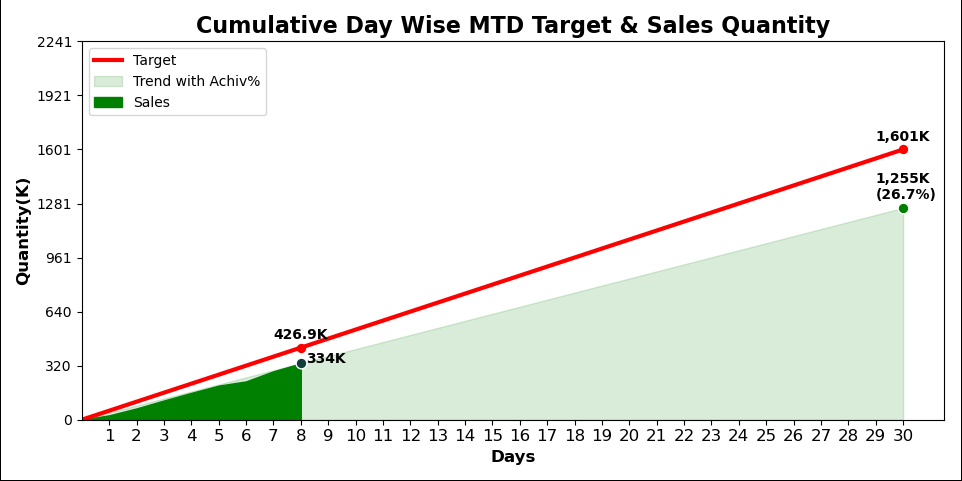 Cumulative Day Wise MTD Target & Sales Quantity
2241
1921
1601
1281
961
640
320
0
Quantity(K)
Target
Trend with Achiv%
Sales
1,601K
1,255K
(26.7%)
426.9K
334K
1 2 3 4 5 6 7 8 9 10 11 12 13 14 15 16 17 18 19 20 21 22 23 24 25 26 27 28 29 30
Days